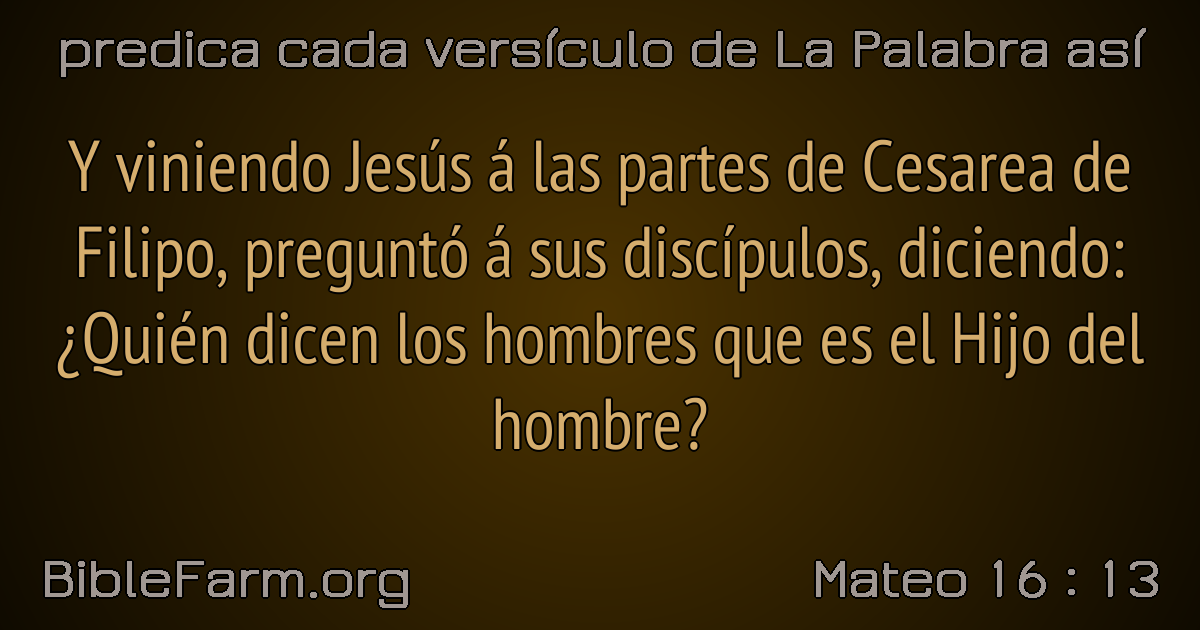 predica cada versículo de La Palabra así
Y viniendo Jesús á las partes de Cesarea de
Filipo, preguntó á sus discípulos, diciendo:
¿Quién dicen los hombres que es el Hijo del
hombre?
BibleFarm.org
Mateo 16 : 13